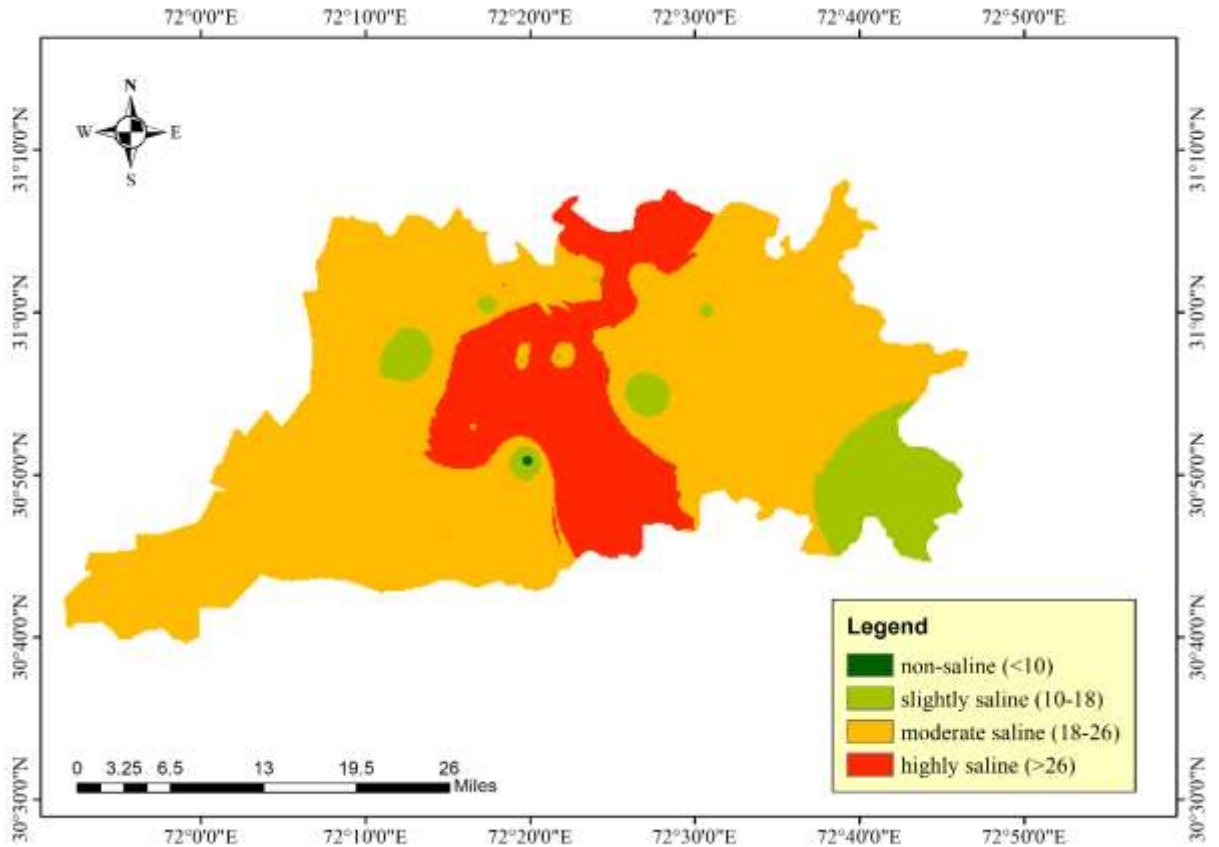 72°0'0"E 72°10'0"E 72°20'0"E 72°30'0"E 72°40'0"E 72°50'0"E
N
W E
S
31°10'0"N 31°10'0"N
31°0'0"N 31°0'0"N
30°50'0"N 30°50'0"N
30°40'0"N 30°40'0"N
30°30'0"N 30°30'0"N
Legend
non-saline (<10)
slightly saline (10-18)
moderate saline (18-26)
highly saline (>26)
0 3.25 6.5 13 19.5 26
Miles
72°0'0"E 72°10'0"E 72°20'0"E 72°30'0"E 72°40'0"E 72°50'0"E